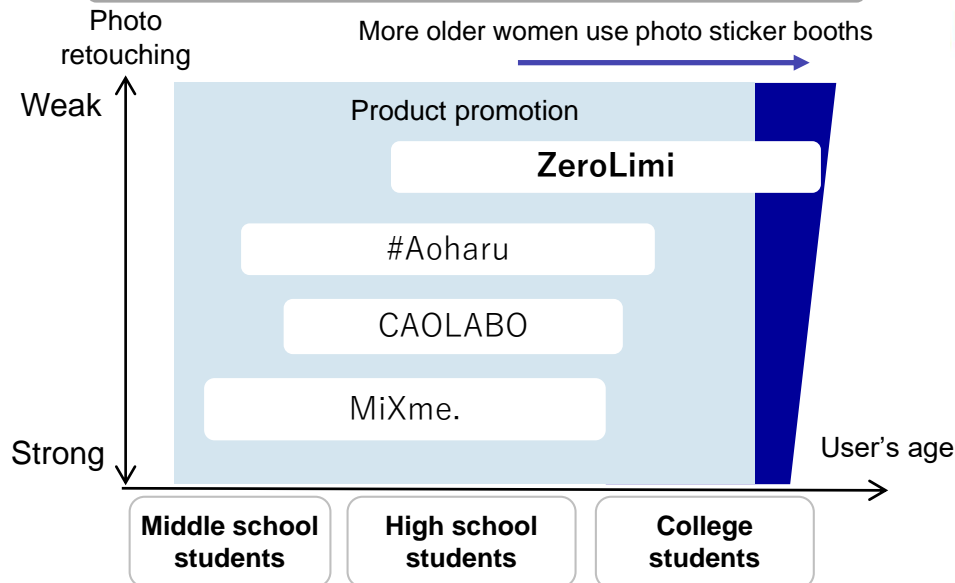 Photo
retouching
More older women use photo sticker booths
Weak
Product promotion
ZeroLimi
#Aoharu
CAOLABO
MiXme.
Strong
User’s age
Middle school
students
High school
students
College
students